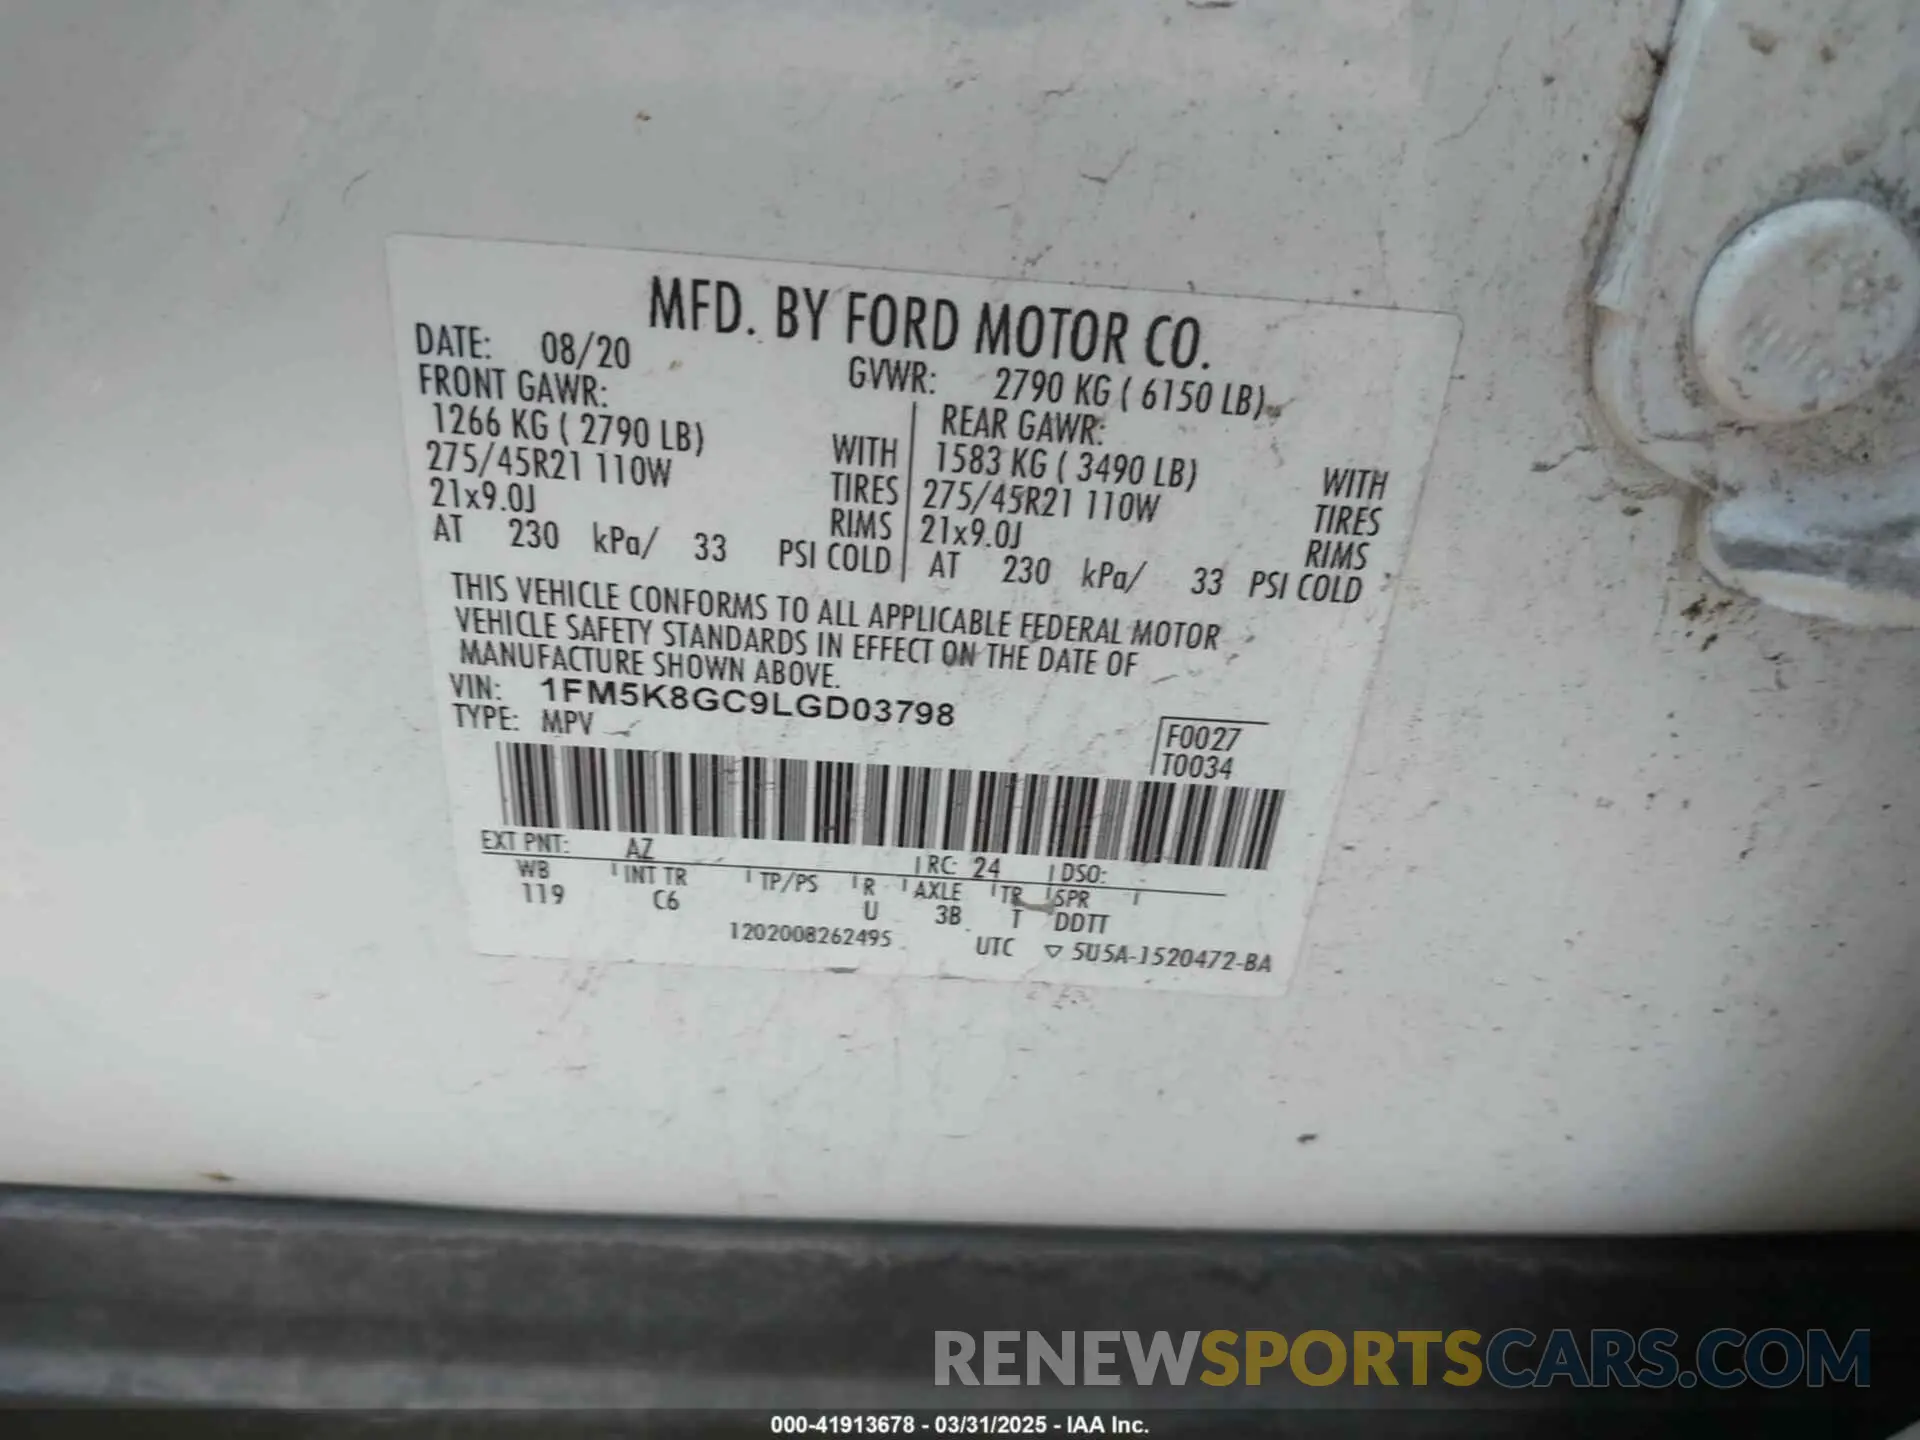 MFD. BY FORD MOTOR CO.
DATE: 08/20 GVWR: 2790 KG ( 6150 LB)
FRONT GAWR: REAR GAWR:
1266 KG ( 2790 LB) WITH 1583 KG ( 3490 LB) WITH
275/45R21 110W TIRES 275/45R21 110W TIRES
21x9.0J RIMS 21x9.0J RIMS
AT 230 kPa/ 33 PSI COLD AT 230 kPa/ 33 PSI COLD
THIS VEHICLE CONFORMS TO ALL APPLICABLE FEDERAL MOTOR
VEHICLE SAFETY STANDARDS IN EFFECT ON THE DATE OF
MANUFACTURE SHOWN ABOVE.
VIN: 1FM5K8GC9LGD03798
TYPE: MPV
F0027
T0034
EXT PNT: AZ RC: 24 DSO:
WB INT TR TP/PS R AXLE TR SPR
119 C6 U 3B T DDTT
1202008262495 UTC ▽ 5U5A-1520472-BA
RENEWSPORTSCARS.COM
000-41913678 - 03/31/2025 - IAA Inc.